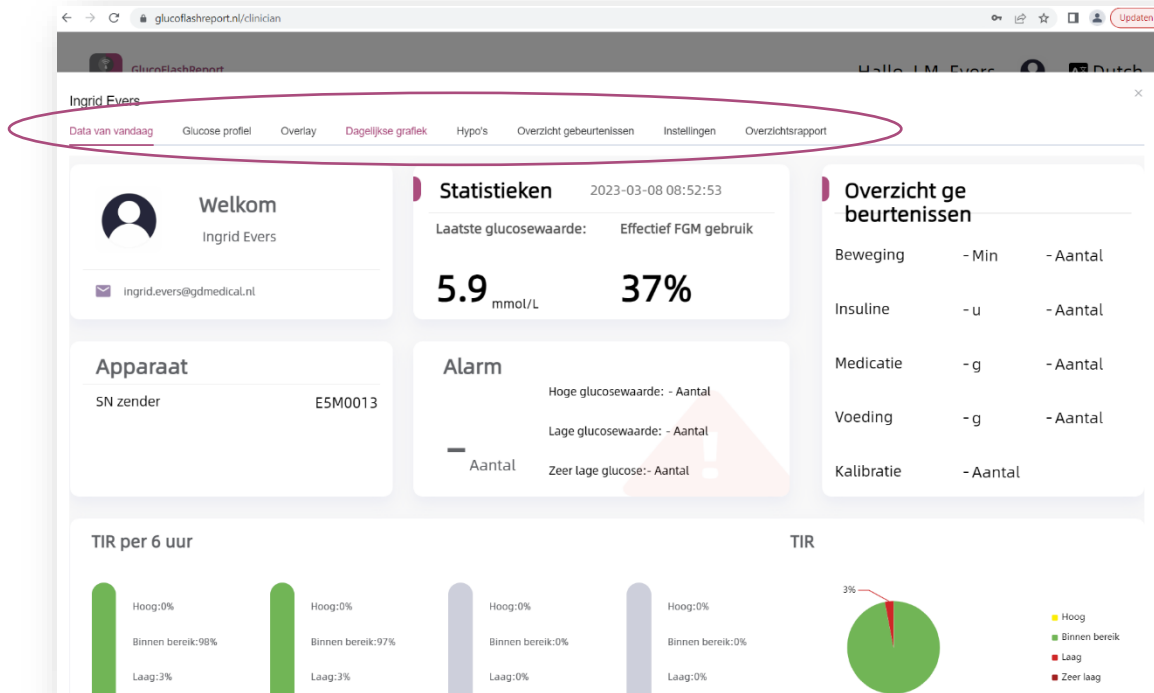 glucoflashreport.nl/clinician
Updaten
GlucoFlashReport
Hallo, I.M. Evers
Dutch
Ingrid Evers
Data van vandaag Glucose profiel Overlay Dagelijkse grafiek Hypo's Overzicht gebeurtenissen Instellingen Overzichtsrapport
Welkom
Ingrid Evers
ingrid.evers@gdmedical.nl
Statistieken 2023-03-08 08:52:53
Laatste glucosewaarde: Effectief FGM gebruik
5.9 mmol/L 37%
Overzicht ge
beurtenissen
Beweging - Min - Aantal
Insuline - u - Aantal
Medicatie - g - Aantal
Voeding - g - Aantal
Kalibratie - Aantal
Apparaat
SN zender E5M0013
Alarm
Hoge glucosewaarde: - Aantal
Lage glucosewaarde: - Aantal
Zeer lage glucose:- Aantal
– Aantal
TIR per 6 uur
Hoog:0% Hoog:0% Hoog:0% Hoog:0%
Binnen bereik:98% Binnen bereik:97% Binnen bereik:0% Binnen bereik:0%
Laag:3% Laag:3% Laag:0% Laag:0%
TIR
3%
Hoog
Binnen bereik
Laag
Zeer laag